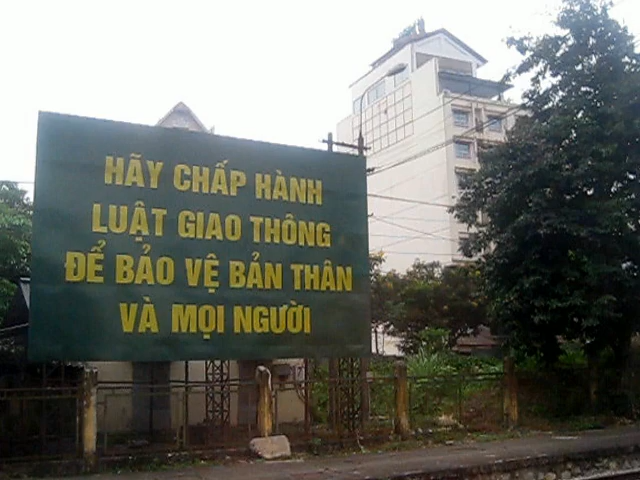 HÃY CHẤP HÀNH
LUẬT GIAO THÔNG
ĐỂ BẢO VỆ BẢN THÂN
VÀ MỌI NGƯỜI